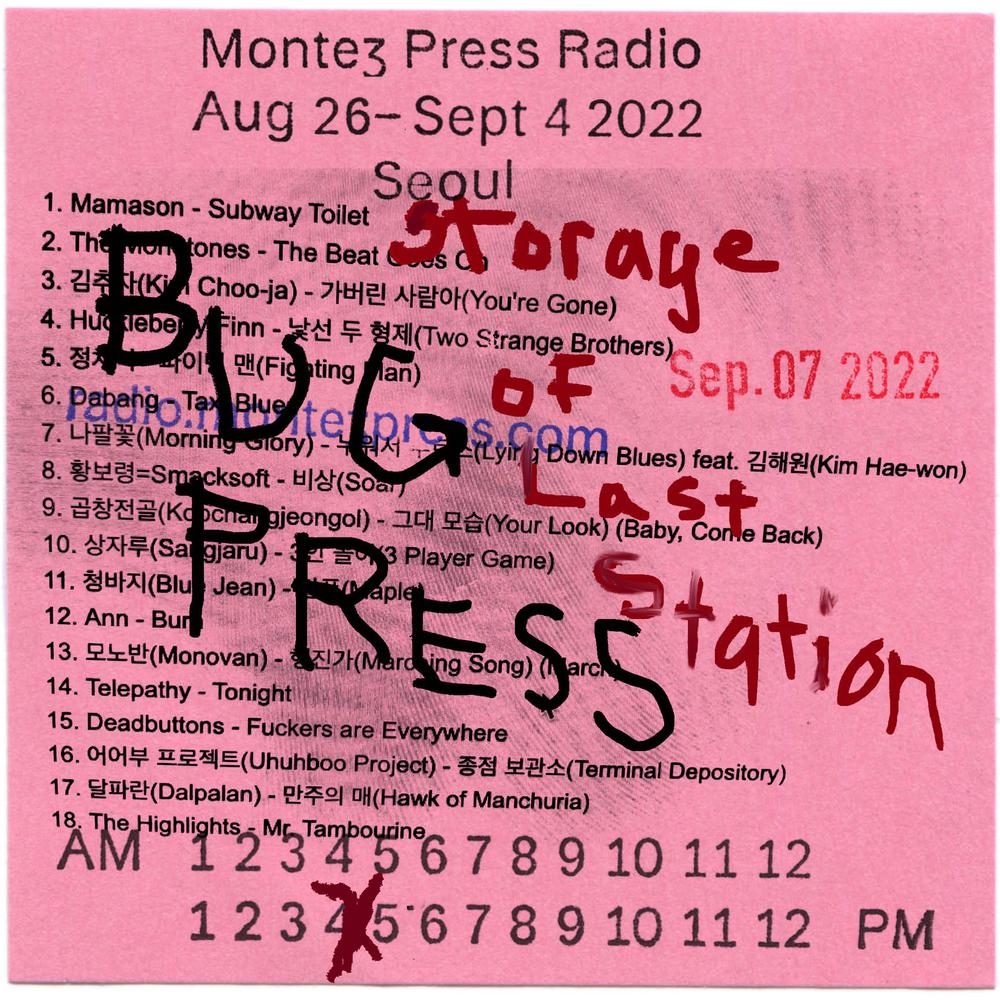 Montez Press Radio
Aug 26-Sept 4 2022
Seoul
1. Mamason - Subway Toilet
2. The Monotones - The Beat Goes On
3. 김추자(Kim Choo-ja) - 가버린 사람아(You're Gone)
4. Huckleberry Finn - 낯선 두 형제(Two Strange Brothers)
5. 맨(Fighting Man)
6. Dabang - Taxi Blues
7. 나팔꽃(Morning Glory) - 누워서 (Lying Down Blues) feat. 김해원(Kim Hae-won)
8. 황보령=Smacksoft - 비상(Soar)
9. 곱창전골(Kopchangjeongol) - 그대 모습(Your Look) (Baby, Come Back)
10. 상자루(Sangjaru) - 놀이(3 Player Game)
11. 청바지(Blue Jean) - (Maple)
12. Ann - Burn
13. 모노반(Monovan) - 행진가(Marching Song) (March)
14. Telepathy - Tonight
15. Deadbuttons - Fuckers are Everywhere
16. 어어부 프로젝트(Uhuhboo Project) - 종점 보관소(Terminal Depository)
17. 달파란(Dalpalan) - 만주의 매(Hawk of Manchuria)
18. The Highlights - Mr. Tambourine
storage
OF
Last
Station
BUG
PRESS
Sep. 07 2022
radio.montezpress.com
AM 1 2 3 4 5 6 7 8 9 10 11 12
1 2 3 4 5 6 7 8 9 10 11 12 PM